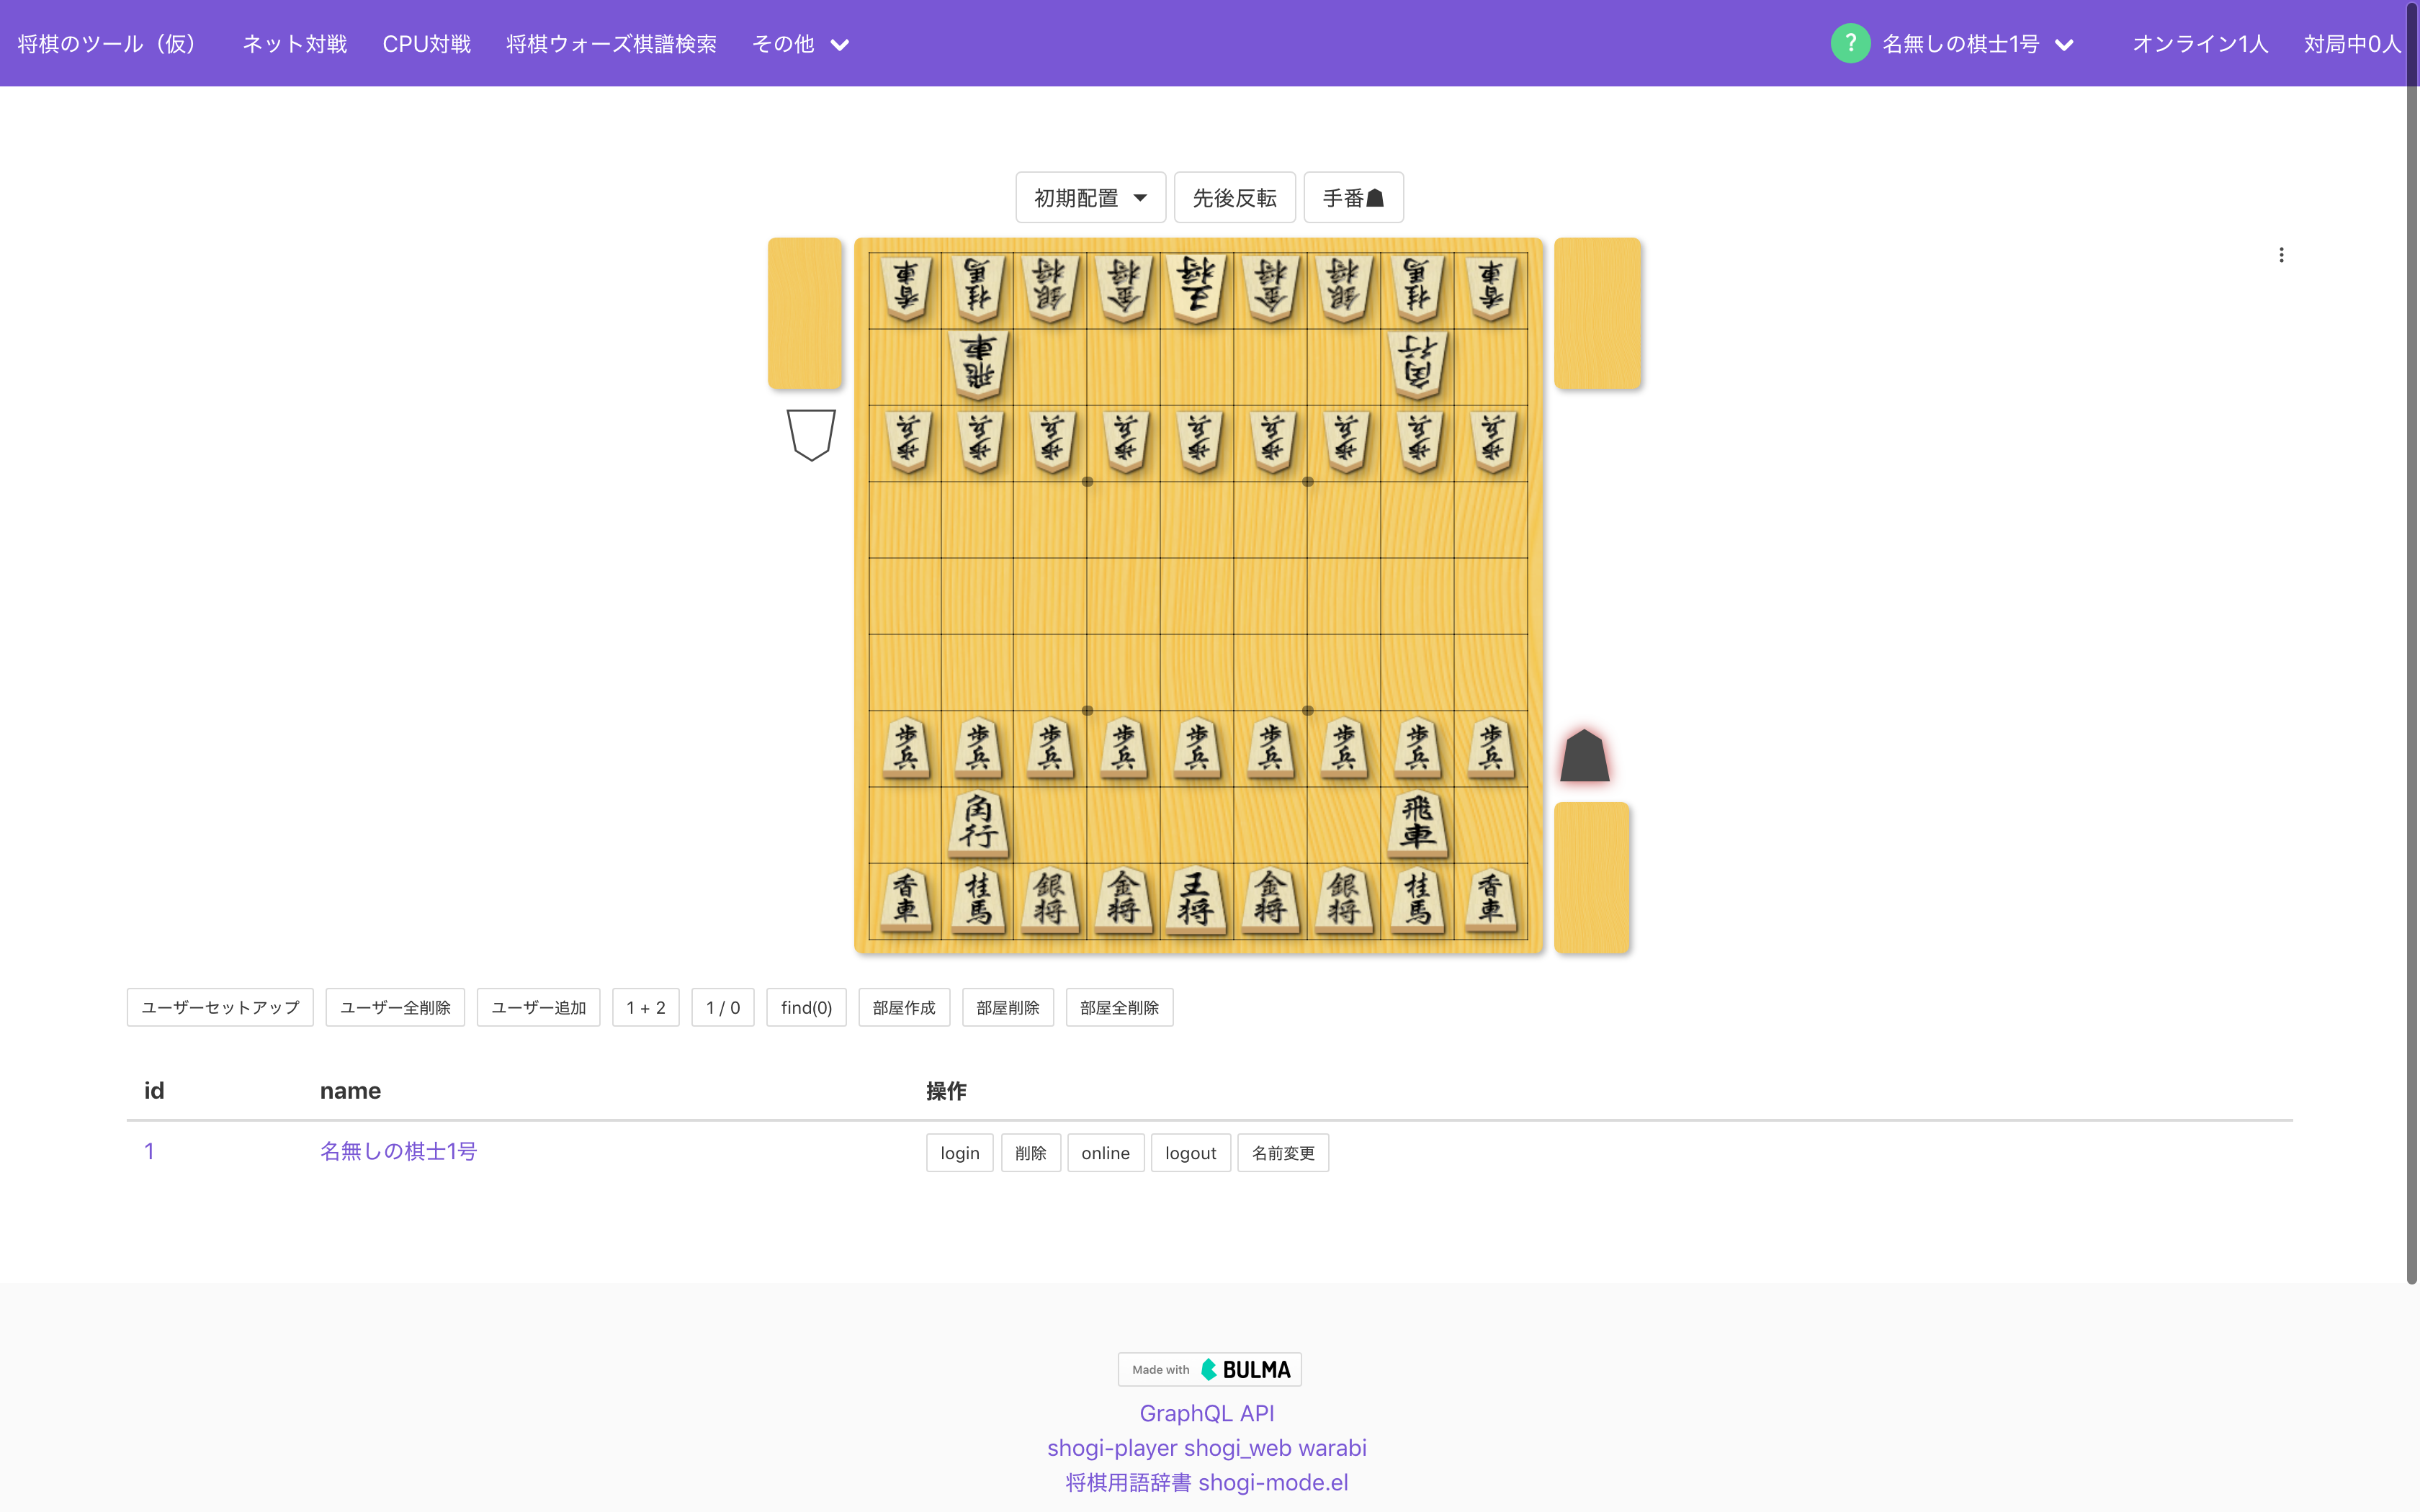 将棋のツール（仮） ネット対戦 CPU対戦 将棋ウォーズ棋譜検索 その他 ? 名無しの棋士1号 オンライン1人 対局中0人
初期配置 先後反転 手番
香車 桂馬 銀将 金将 王将 金将 銀将 桂馬 香車
飛車 角行
歩兵 歩兵 歩兵 歩兵 歩兵 歩兵 歩兵 歩兵 歩兵
歩兵 歩兵 歩兵 歩兵 歩兵 歩兵 歩兵 歩兵 歩兵
角行 飛車
香車 桂馬 銀将 金将 王将 金将 銀将 桂馬 香車
ユーザーセットアップ ユーザー全削除 ユーザー追加 1 + 2 1 / 0 find(0) 部屋作成 部屋削除 部屋全削除
id name 操作
1 名無しの棋士1号 login 削除 online logout 名前変更
Made with BULMA
GraphQL API
shogi-player shogi_web warabi
将棋用語辞書 shogi-mode.el